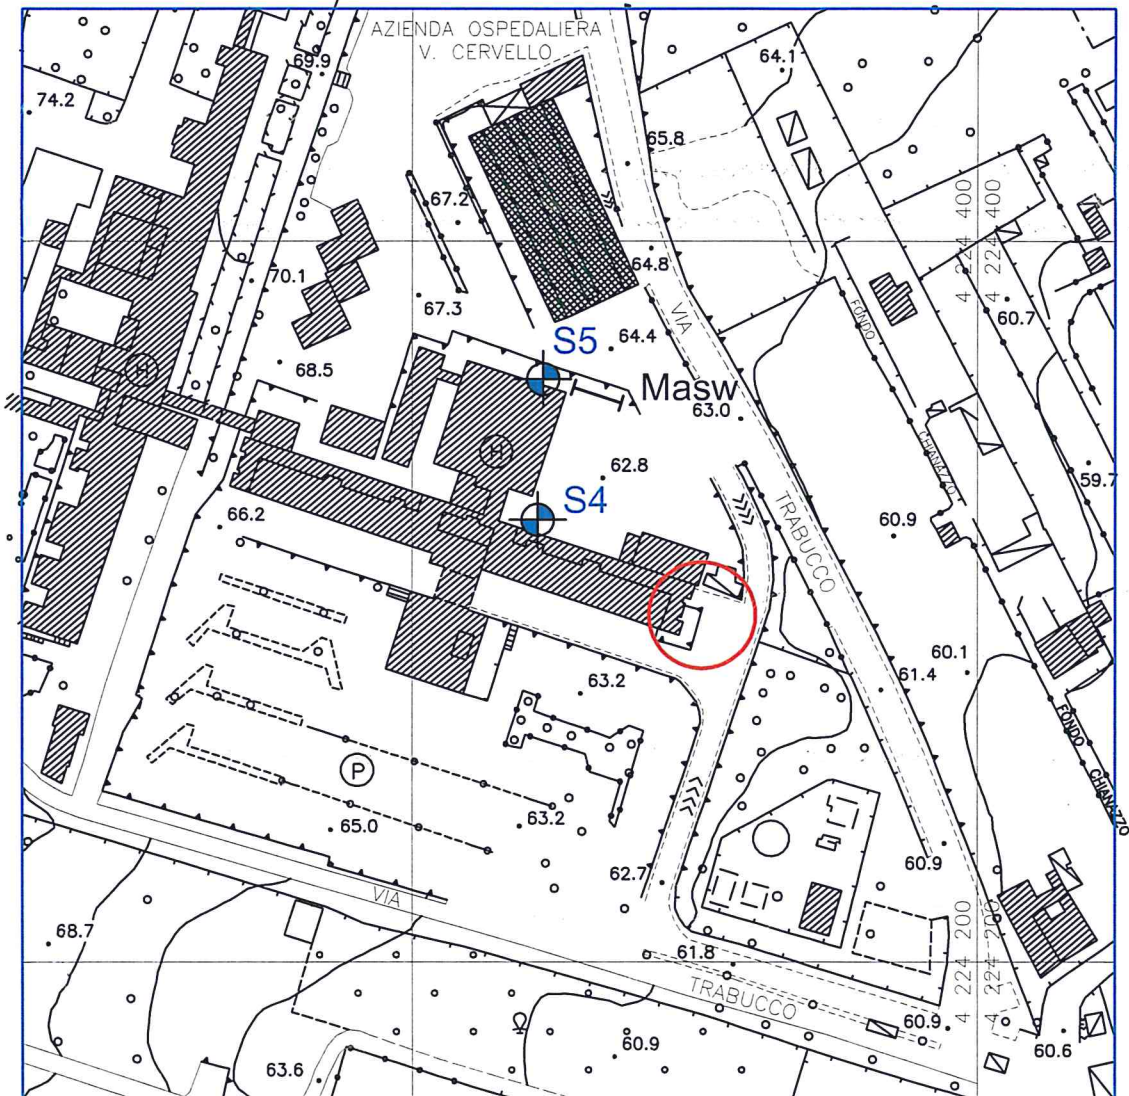 AZIENDA OSPEDALIERA
V. CERVELLO
69.9
64.1
74.2
65.8
67.2
4 224 400
4 224 400
64.8
70.1
67.3
VIA
FONDO
60.7
S5
64.4
68.5
H
Masw
63.0
CHIANAZZO
H
62.8
59.7
S4
TRABUCCO
66.2
60.9
60.1
63.2
61.4
FONDO
P
CHIANAZZO
65.0
63.2
60.9
62.7
VIA
4 224 200
4 224 200
68.7
61.8
TRABUCCO
60.9
60.9
60.6
63.6